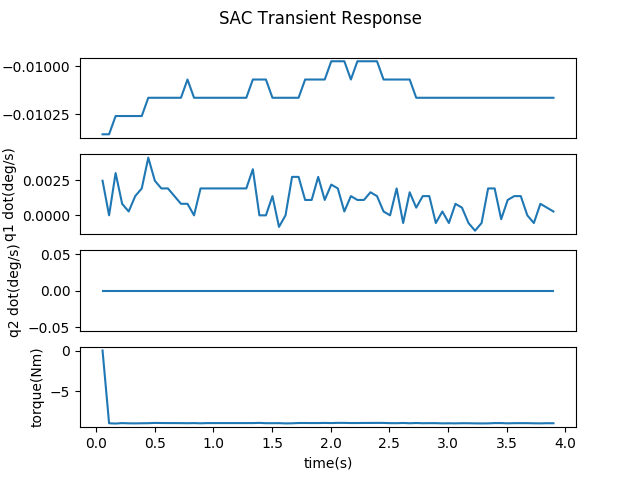 SAC Transient Response
−0.01000
−0.01025
q1 dot(deg/s)
0.0025
0.0000
q2 dot(deg/s)
0.05
0.00
−0.05
torque(Nm)
0
−5
0.0 0.5 1.0 1.5 2.0 2.5 3.0 3.5 4.0
time(s)